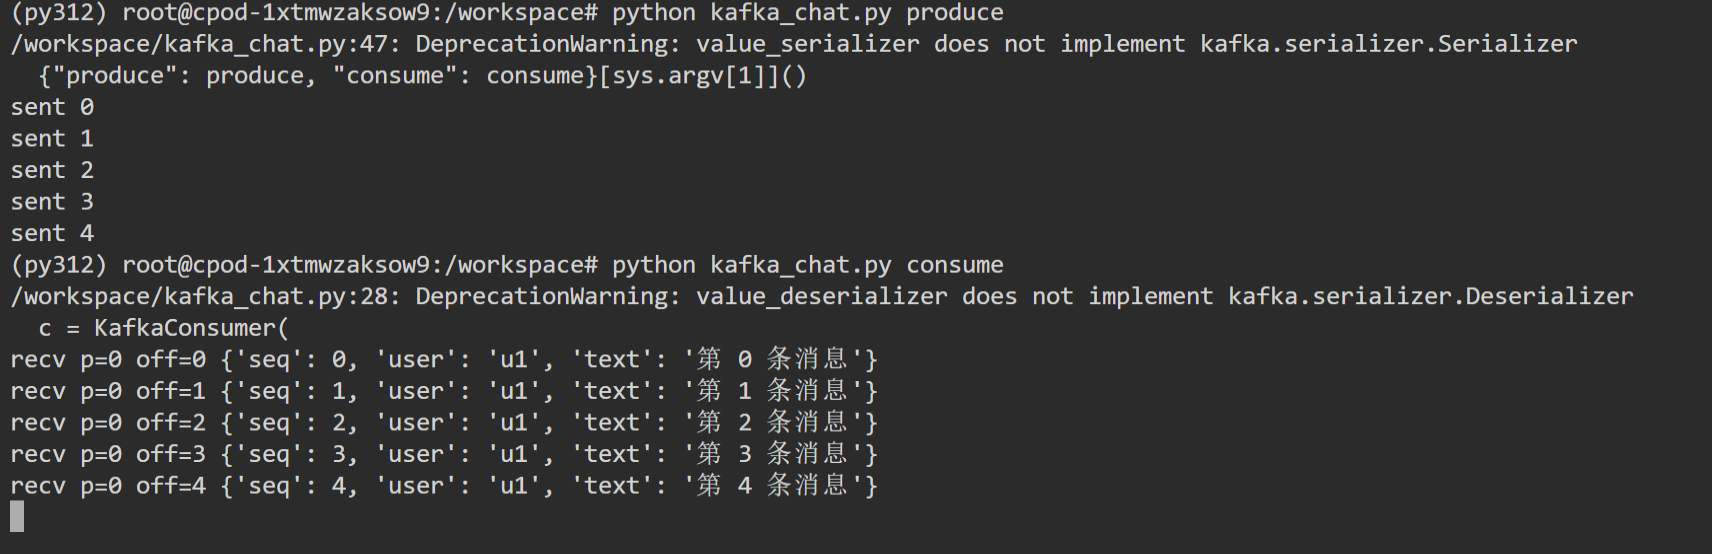 (py312) root@cpod-1xtmwzaksow9:/workspace# python kafka_chat.py produce
/workspace/kafka_chat.py:47: DeprecationWarning: value_serializer does not implement kafka.serializer.Serializer
  {"produce": produce, "consume": consume}[sys.argv[1]]()
sent 0
sent 1
sent 2
sent 3
sent 4
(py312) root@cpod-1xtmwzaksow9:/workspace# python kafka_chat.py consume
/workspace/kafka_chat.py:28: DeprecationWarning: value_deserializer does not implement kafka.serializer.Deserializer
  c = KafkaConsumer(
recv p=0 off=0 {'seq': 0, 'user': 'u1', 'text': '第 0 条消息'}
recv p=0 off=1 {'seq': 1, 'user': 'u1', 'text': '第 1 条消息'}
recv p=0 off=2 {'seq': 2, 'user': 'u1', 'text': '第 2 条消息'}
recv p=0 off=3 {'seq': 3, 'user': 'u1', 'text': '第 3 条消息'}
recv p=0 off=4 {'seq': 4, 'user': 'u1', 'text': '第 4 条消息'}